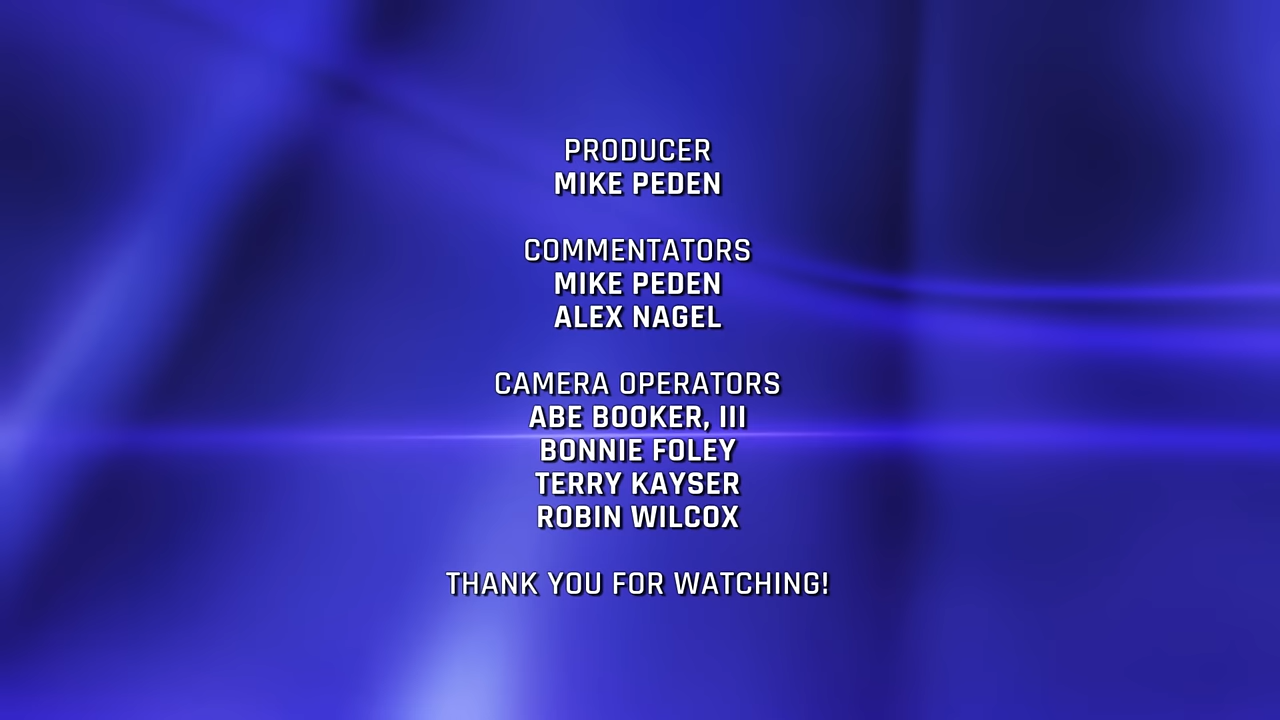 PRODUCER
MIKE PEDEN
COMMENTATORS
MIKE PEDEN
ALEX NAGEL
CAMERA OPERATORS
ABE BOOKER, III
BONNIE FOLEY
TERRY KAYSER
ROBIN WILCOX
THANK YOU FOR WATCHING!